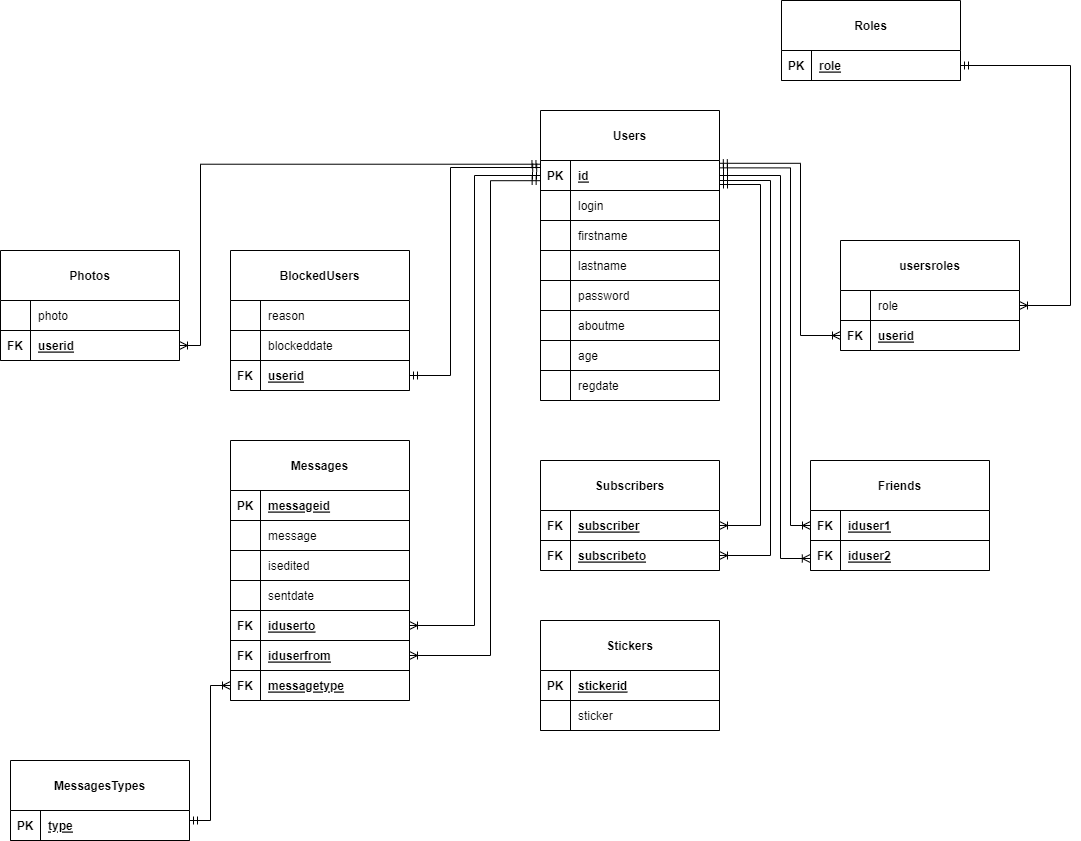 Roles
PK role
Users
PK id
login
firstname
lastname
password
aboutme
age
regdate
Photos
photo
FK userid
BlockedUsers
reason
blockeddate
FK userid
usersroles
role
FK userid
Messages
PK messageid
message
isedited
sentdate
FK iduserto
FK iduserfrom
FK messagetype
Subscribers
FK subscriber
FK subscribeto
Friends
FK iduser1
FK iduser2
Stickers
PK stickerid
sticker
MessagesTypes
PK type